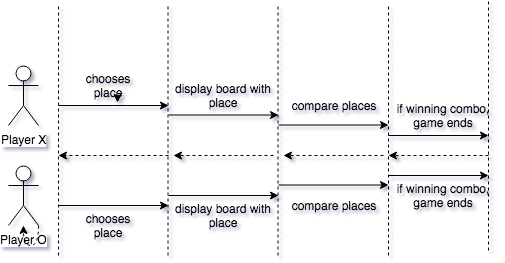 chooses
place
display board with
place
compare places
if winning combo,
game ends
Player X
Player O
chooses
place
display board with
place
compare places
if winning combo,
game ends